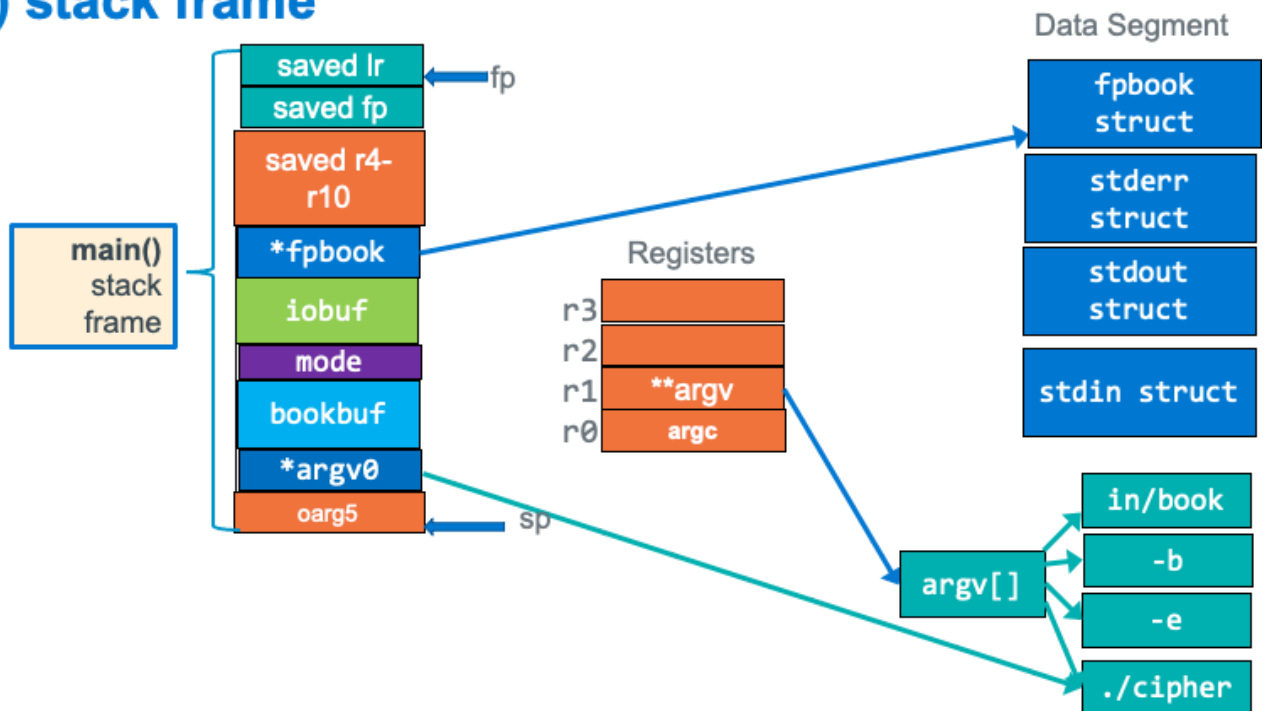 ) stack frame
Data Segment
saved lr
fp
saved fp
saved r4-
r10
*fpbook
iobuf
mode
bookbuf
*argv0
oarg5
sp
main()
stack
frame
Registers
r3
r2
r1
**argv
r0
argc
fpbook
struct
stderr
struct
stdout
struct
stdin struct
argv[]
in/book
-b
-e
./cipher